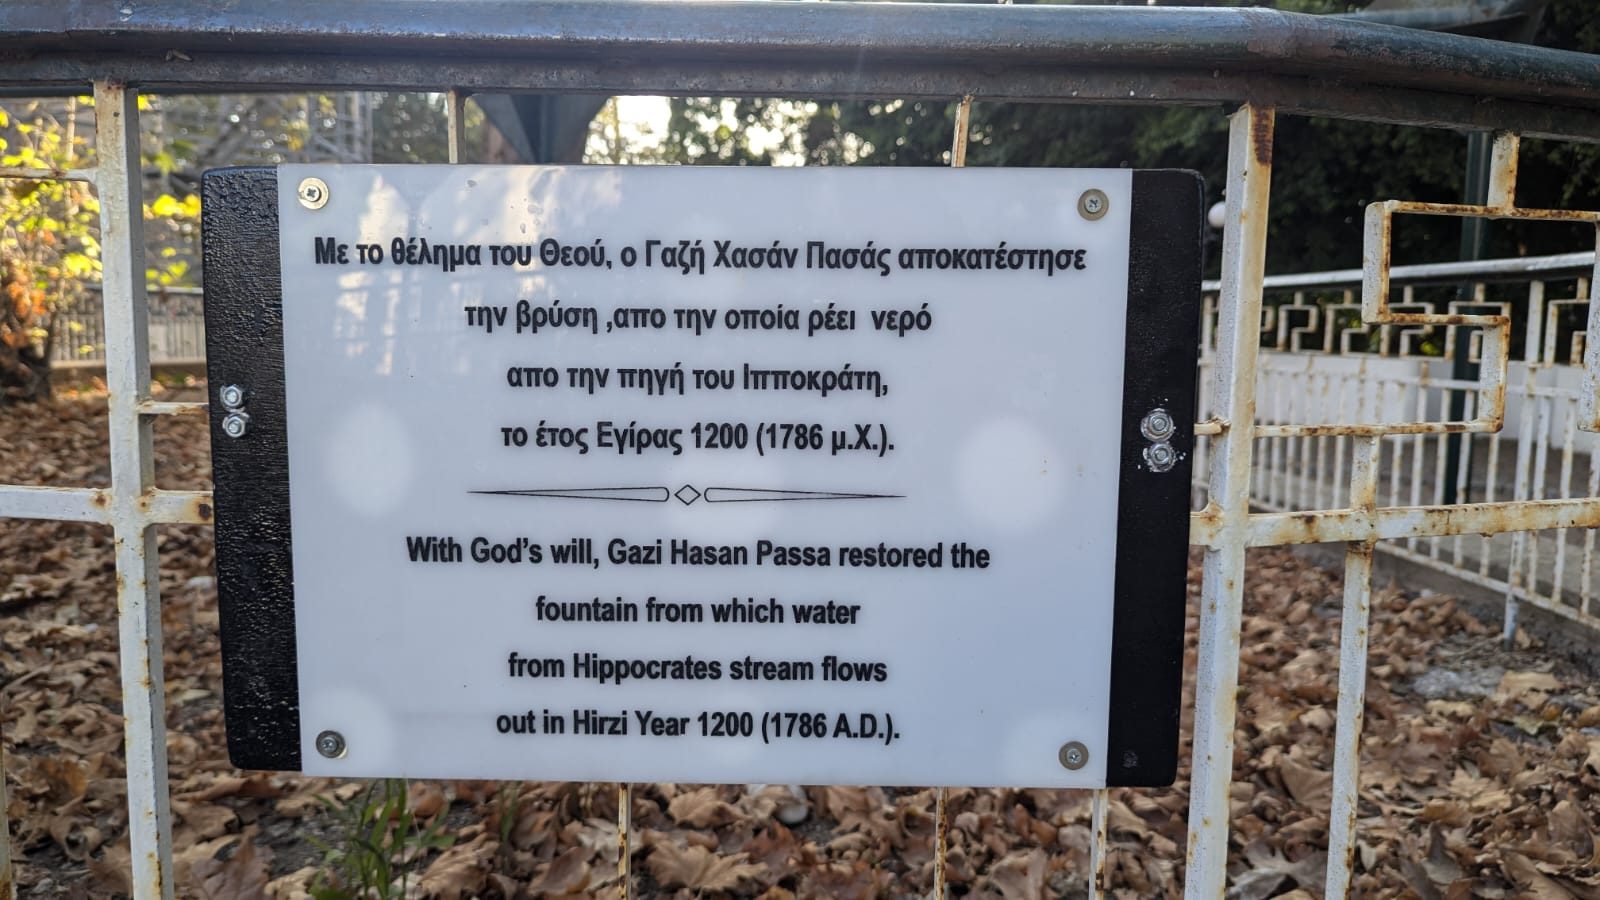 Με το θέλημα του Θεού, ο Γαζή Χασάν Πασάς αποκατέστησε
την βρύση ,απο την οποία ρέει νερό
απο την πηγή του Ιπποκράτη,
το έτος Εγίρας 1200 (1786 μ.Χ.).
With God's will, Gazi Hasan Passa restored the
fountain from which water
from Hippocrates stream flows
out in Hirzi Year 1200 (1786 A.D.).